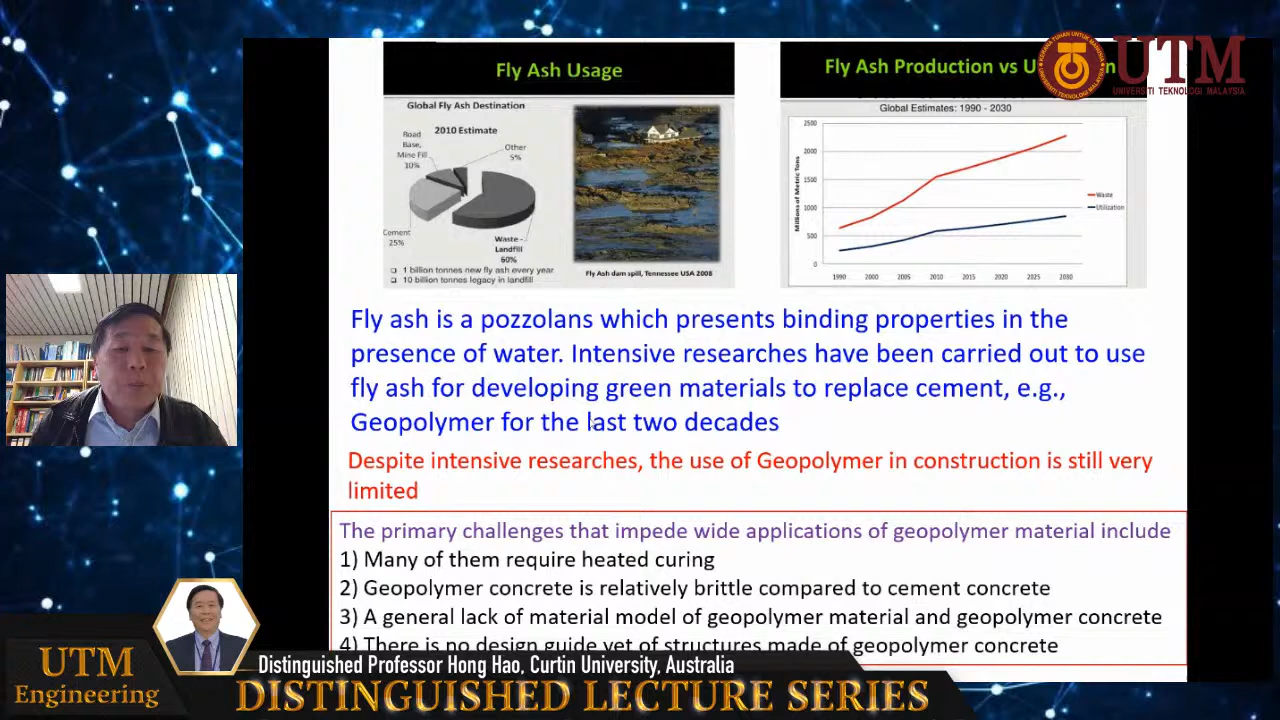 Fly Ash Usage
Global Fly Ash Destination
2010 Estimate
Road
Base,
Mine Fill
10%
Other
5%
Cement
25%
Waste -
Landfill
60%
1 billion tonnes new fly ash every year
10 billion tonnes legacy in landfill
Fly Ash dam spill, Tennessee USA 2008
Fly Ash Production vs
UTM
UNIVERSITI TEKNOLOGI MALAYSIA
Global Estimates: 1990 - 2030
Millions of Metric Tons
2500
2000
1500
1000
500
0
1990
2000
2005
2010
2015
2020
2025
2030
Waste
Utilization
Fly ash is a pozzolans which presents binding properties in the
presence of water. Intensive researches have been carried out to use
fly ash for developing green materials to replace cement, e.g.,
Geopolymer for the last two decades
Despite intensive researches, the use of Geopolymer in construction is still very
limited
The primary challenges that impede wide applications of geopolymer material include
1) Many of them require heated curing
2) Geopolymer concrete is relatively brittle compared to cement concrete
3) A general lack of material model of geopolymer material and geopolymer concrete
4) There is no design guide yet of structures made of geopolymer concrete
UTM
Engineering
Distinguished Professor Hong Hao, Curtin University, Australia
DISTINGUISHED LECTURE SERIES